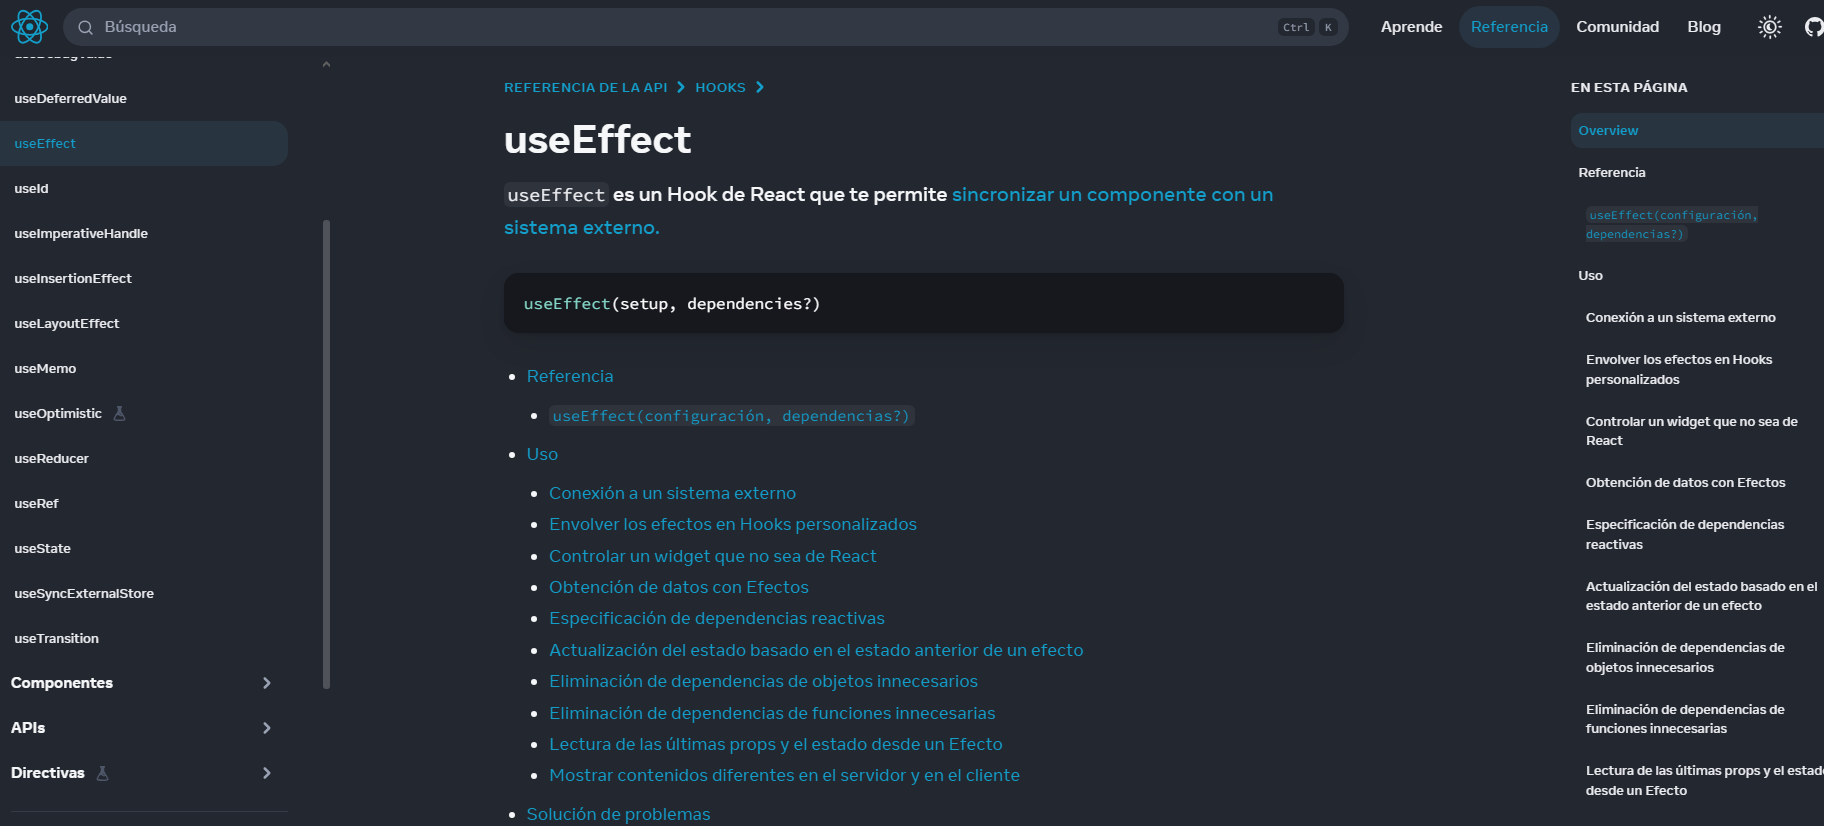 Búsqueda
Ctrl K
Aprende
Referencia
Comunidad
Blog
useDebugValue
useDeferredValue
useEffect
useId
useImperativeHandle
useInsertionEffect
useLayoutEffect
useMemo
useOptimistic
useReducer
useRef
useState
useSyncExternalStore
useTransition
Componentes
APIs
Directivas
REFERENCIA DE LA API
HOOKS
useEffect
useEffect es un Hook de React que te permite sincronizar un componente con un
sistema externo.
useEffect(setup, dependencies?)
Referencia
useEffect(configuración, dependencias?)
Uso
Conexión a un sistema externo
Envolver los efectos en Hooks personalizados
Controlar un widget que no sea de React
Obtención de datos con Efectos
Especificación de dependencias reactivas
Actualización del estado basado en el estado anterior de un efecto
Eliminación de dependencias de objetos innecesarios
Eliminación de dependencias de funciones innecesarias
Lectura de las últimas props y el estado desde un Efecto
Mostrar contenidos diferentes en el servidor y en el cliente
Solución de problemas
EN ESTA PÁGINA
Overview
Referencia
useEffect(configuración,
dependencias?)
Uso
Conexión a un sistema externo
Envolver los efectos en Hooks
personalizados
Controlar un widget que no sea de
React
Obtención de datos con Efectos
Especificación de dependencias
reactivas
Actualización del estado basado en el
estado anterior de un efecto
Eliminación de dependencias de
objetos innecesarios
Eliminación de dependencias de
funciones innecesarias
Lectura de las últimas props y el estado
desde un Efecto